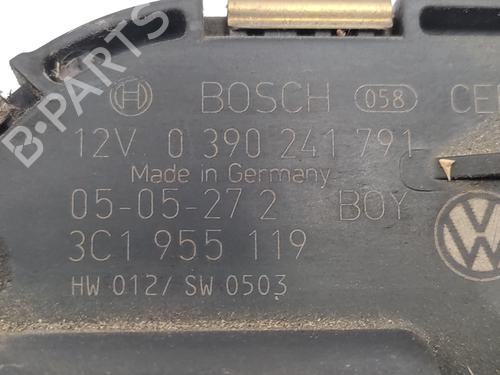 B-PARTS
BOSCH 058 CE
12V 0 390 241 791
Made in Germany
05-05-27 2 BOY
3C1 955 119
HW 012/ SW 0503